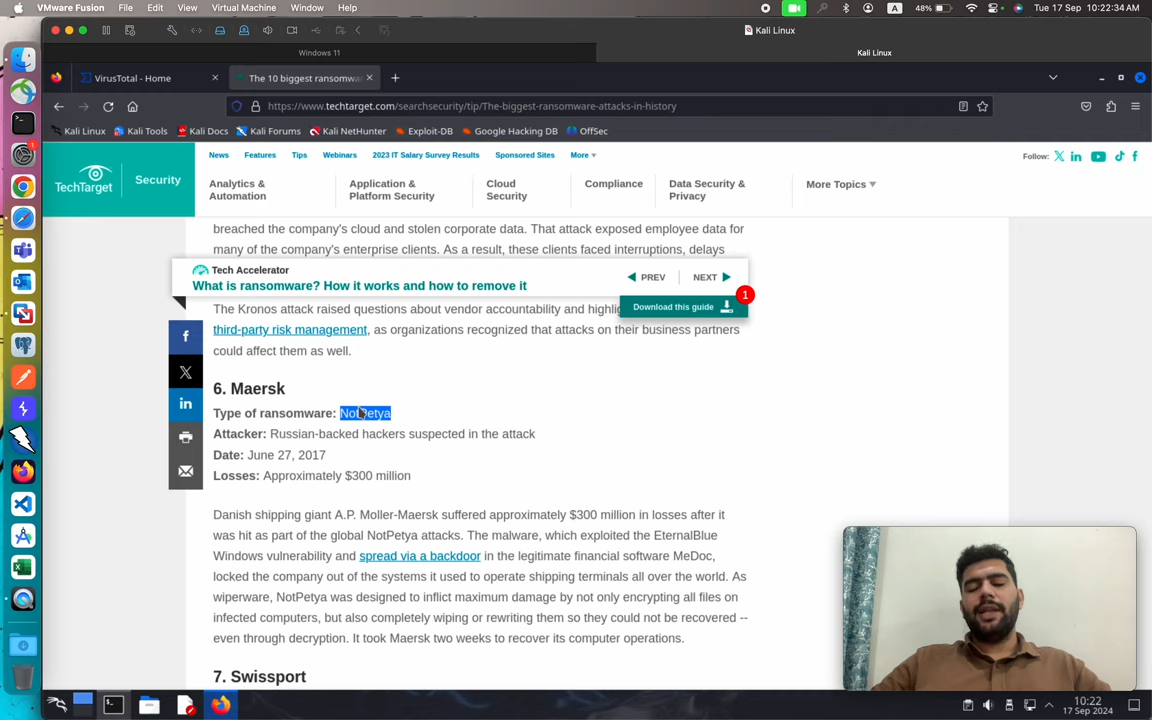 VMware Fusion File Edit View Virtual Machine Window Help A 48% Tue 17 Sep 10:22:34 AM
Kali Linux
Windows 11 Kali Linux
VirusTotal - Home The 10 biggest ransomwar
https://www.techtarget.com/searchsecurity/tip/The-biggest-ransomware-attacks-in-history
Kali Linux Kali Tools Kali Docs Kali Forums Kali NetHunter Exploit-DB Google Hacking DB OffSec
News Features Tips Webinars 2023 IT Salary Survey Results Sponsored Sites More Follow:
TechTarget Security
Analytics & Automation
Application & Platform Security
Cloud Security
Compliance
Data Security & Privacy
More Topics
breached the company's cloud and stolen corporate data. That attack exposed employee data for
many of the company's enterprise clients. As a result, these clients faced interruptions, delays
Tech Accelerator
What is ransomware? How it works and how to remove it
PREV NEXT
1
Download this guide
The Kronos attack raised questions about vendor accountability and highlig
third-party risk management, as organizations recognized that attacks on their business partners
could affect them as well.
6. Maersk
Type of ransomware: NotPetya
Attacker: Russian-backed hackers suspected in the attack
Date: June 27, 2017
Losses: Approximately $300 million
Danish shipping giant A.P. Moller-Maersk suffered approximately $300 million in losses after it
was hit as part of the global NotPetya attacks. The malware, which exploited the EternalBlue
Windows vulnerability and spread via a backdoor in the legitimate financial software MeDoc,
locked the company out of the systems it used to operate shipping terminals all over the world. As
wiperware, NotPetya was designed to inflict maximum damage by not only encrypting all files on
infected computers, but also completely wiping or rewriting them so they could not be recovered --
even through decryption. It took Maersk two weeks to recover its computer operations.
7. Swissport
10:22
17 Sep 2024